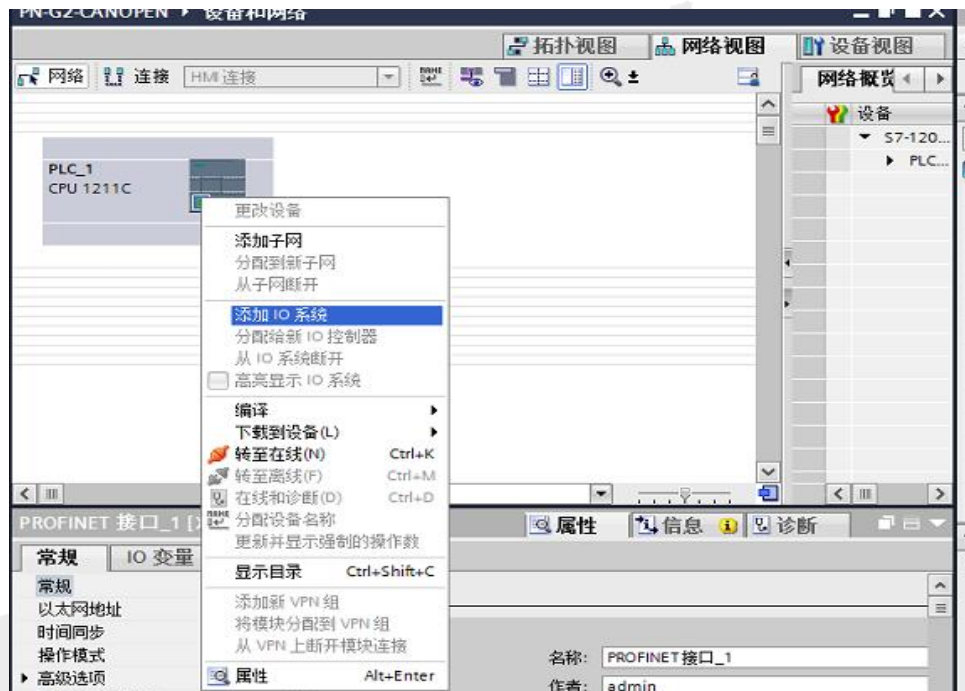 PN-G2-CANOPEN ▸ 设备和网络
拓扑视图 网络视图 设备视图
网络 连接 HMI 连接
网络概览
设备
S7-120...
PLC...
PLC_1
CPU 1211C
更改设备
添加子网
分配到新子网
从子网断开
添加 IO 系统
分配给新 IO 控制器
从 IO 系统断开
高亮显示 IO 系统
编译
下载到设备(L)
转至在线(N) Ctrl+K
转至离线(F) Ctrl+M
在线和诊断(D) Ctrl+D
分配设备名称
更新并显示强制的操作数
显示目录 Ctrl+Shift+C
添加新 VPN 组
将模块分配到 VPN 组
从 VPN 上断开模块连接
属性 Alt+Enter
PROFINET 接口_1
属性 信息 诊断
常规 IO 变量
常规
以太网地址
时间同步
操作模式
高级选项
名称: PROFINET接口_1
作者: admin